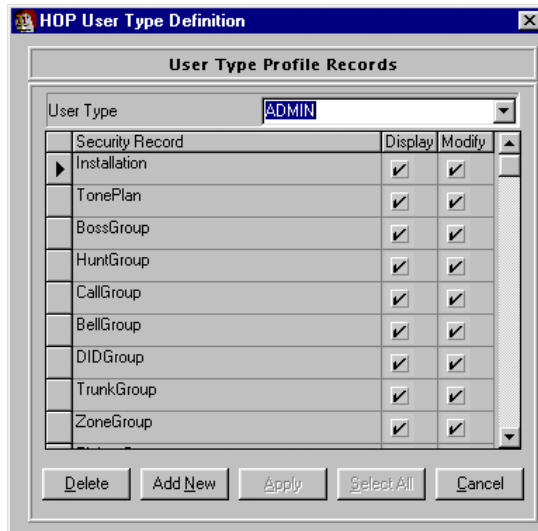 HOP User Type Definition
User Type Profile Records
User Type ADMIN
Security Record Display Modify
Installation
TonePlan
BossGroup
HuntGroup
CallGroup
BellGroup
DIDGroup
TrunkGroup
ZoneGroup
Delete Add New Apply Select All Cancel